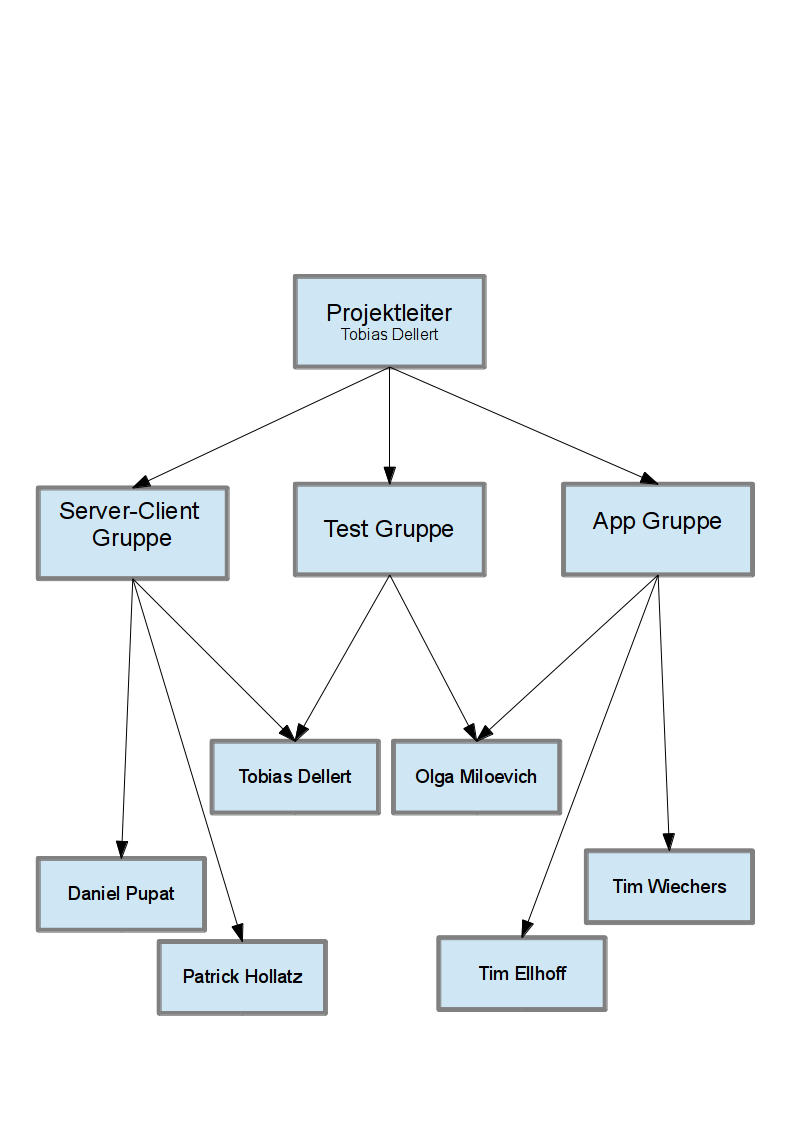 Projektleiter
Tobias Dellert
Server-Client
Gruppe
Test Gruppe
App Gruppe
Tobias Dellert
Olga Miloevich
Daniel Pupat
Tim Wiechers
Patrick Hollatz
Tim Ellhoff